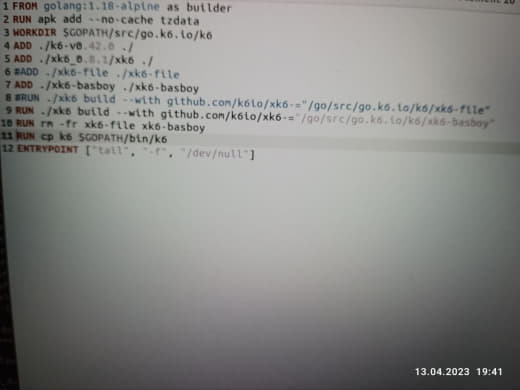 1 FROM golang:1.18-alpine as builder
2 RUN apk add --no-cache tzdata
3 WORKDIR $GOPATH/src/go.k6.io/k6
4 ADD ./k6-v0.42.0 ./
5 ADD ./xk6_0.8.1/xk6 ./
6 #ADD ./xk6-file ./xk6-file
7 ADD ./xk6-basboy ./xk6-basboy
8 #RUN ./xk6 build --with github.com/k6io/xk6-="/go/src/go.k6.io/k6/xk6-file"
9 RUN ./xk6 build --with github.com/k6io/xk6-="/go/src/go.k6.io/k6/xk6-basboy"
10 RUN rm -fr xk6-file xk6-basboy
11 RUN cp k6 $GOPATH/bin/k6
12 ENTRYPOINT ["tail", "-f", "/dev/null"]
13.04.2023 19:41